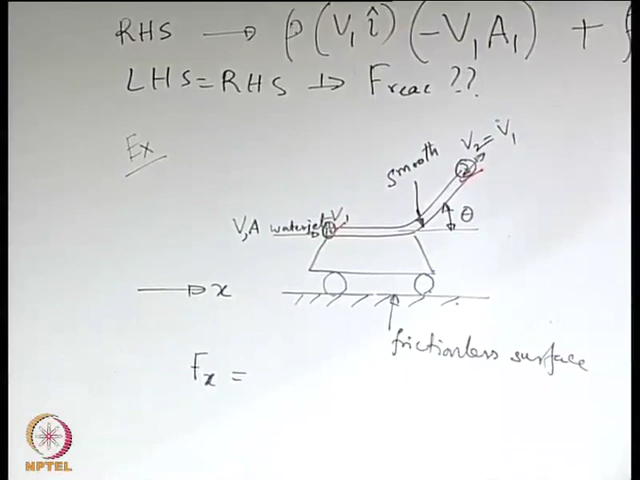 RHS → ρ(V₁ î)(-V₁A₁) +
LHS = RHS → Freac ??
Ex
V₂ = V₁
smooth
V,A waterjet
V₁
θ
→ x
frictionless surface
Fₓ =
NPTEL